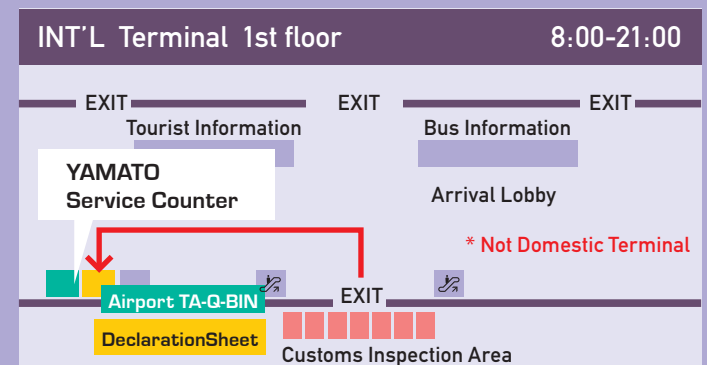 INT'L Terminal 1st floor 8:00-21:00
EXIT EXIT EXIT
Tourist Information Bus Information
YAMATO
Service Counter
Arrival Lobby
* Not Domestic Terminal
Airport TA-Q-BIN
EXIT
DeclarationSheet
Customs Inspection Area